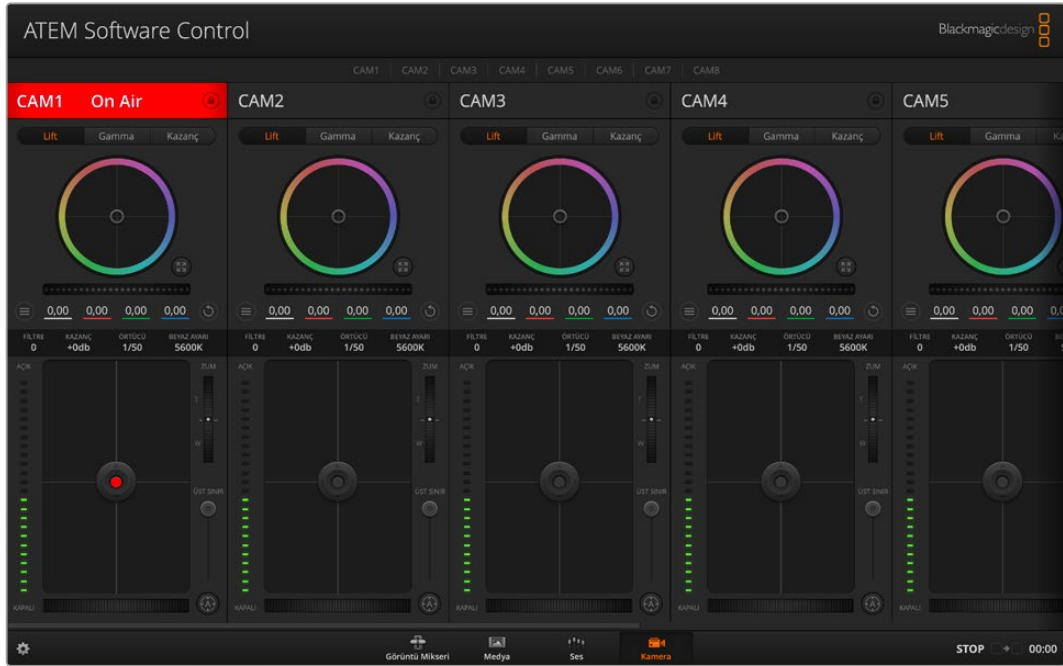 ATEM Software Control
Blackmagicdesign
CAM1 CAM2 CAM3 CAM4 CAM5 CAM6 CAM7 CAM8
CAM1 On Air CAM2 CAM3 CAM4 CAM5
Lift Gamma Kazanç Lift Gamma Kazanç Lift Gamma Kazanç Lift Gamma Kazanç Lift Gamma
0,00 0,00 0,00 0,00 0,00 0,00 0,00 0,00 0,00 0,00 0,00 0,00 0,00 0,00 0,00 0,00 0,00 0,00 0,00
FİLTRE KAZANÇ ÖRTÜCÜ BEYAZ AYARI FİLTRE KAZANÇ ÖRTÜCÜ BEYAZ AYARI FİLTRE KAZANÇ ÖRTÜCÜ BEYAZ AYARI FİLTRE KAZANÇ ÖRTÜCÜ BEYAZ AYARI FİLTRE KAZANÇ ÖRTÜCÜ
0 +0db 1/50 5600K 0 +0db 1/50 5600K 0 +0db 1/50 5600K 0 +0db 1/50 5600K 0 +0db 1/50
AÇIK ZUM AÇIK ZUM AÇIK ZUM AÇIK ZUM AÇIK
T T T T
W W W W
ÜST SINIR ÜST SINIR ÜST SINIR ÜST SINIR
KAPALI KAPALI KAPALI KAPALI KAPALI
Görüntü Mikseri Medya Ses Kamera
STOP 00:00